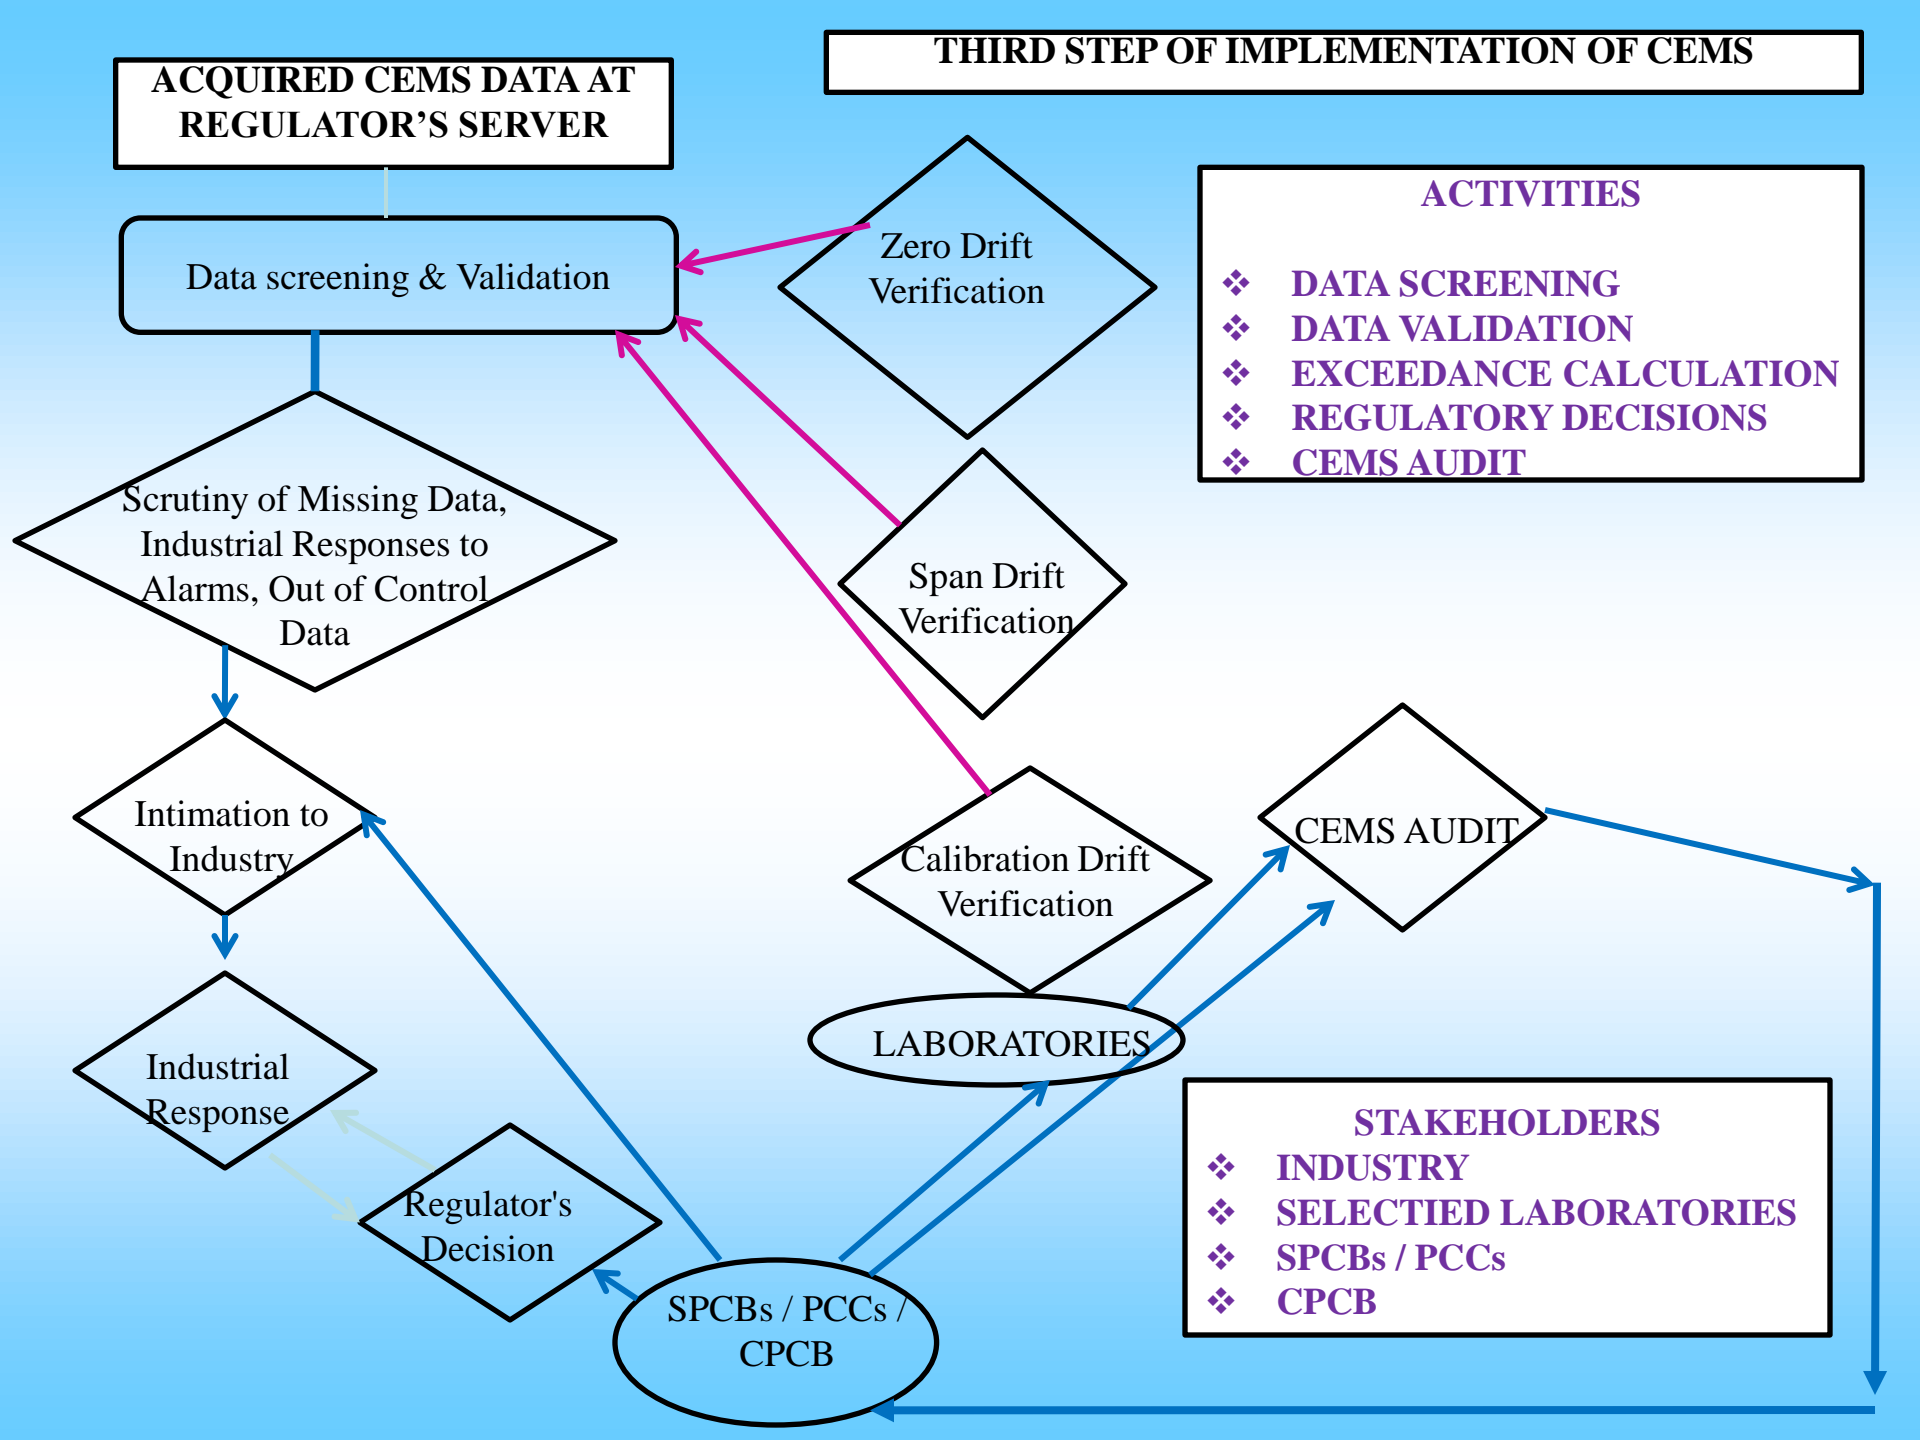 THIRD STEP OF IMPLEMENTATION OF CEMS
ACQUIRED CEMS DATA AT
REGULATOR’S SERVER
Data screening & Validation
Zero Drift
Verification
ACTIVITIES
❖ DATA SCREENING
❖ DATA VALIDATION
❖ EXCEEDANCE CALCULATION
❖ REGULATORY DECISIONS
❖ CEMS AUDIT
Scrutiny of Missing Data,
Industrial Responses to
Alarms, Out of Control
Data
Span Drift
Verification
Intimation to
Industry
Calibration Drift
Verification
CEMS AUDIT
LABORATORIES
Industrial
Response
Regulator's
Decision
SPCBs / PCCs /
CPCB
STAKEHOLDERS
❖ INDUSTRY
❖ SELECTIED LABORATORIES
❖ SPCBs / PCCs
❖ CPCB